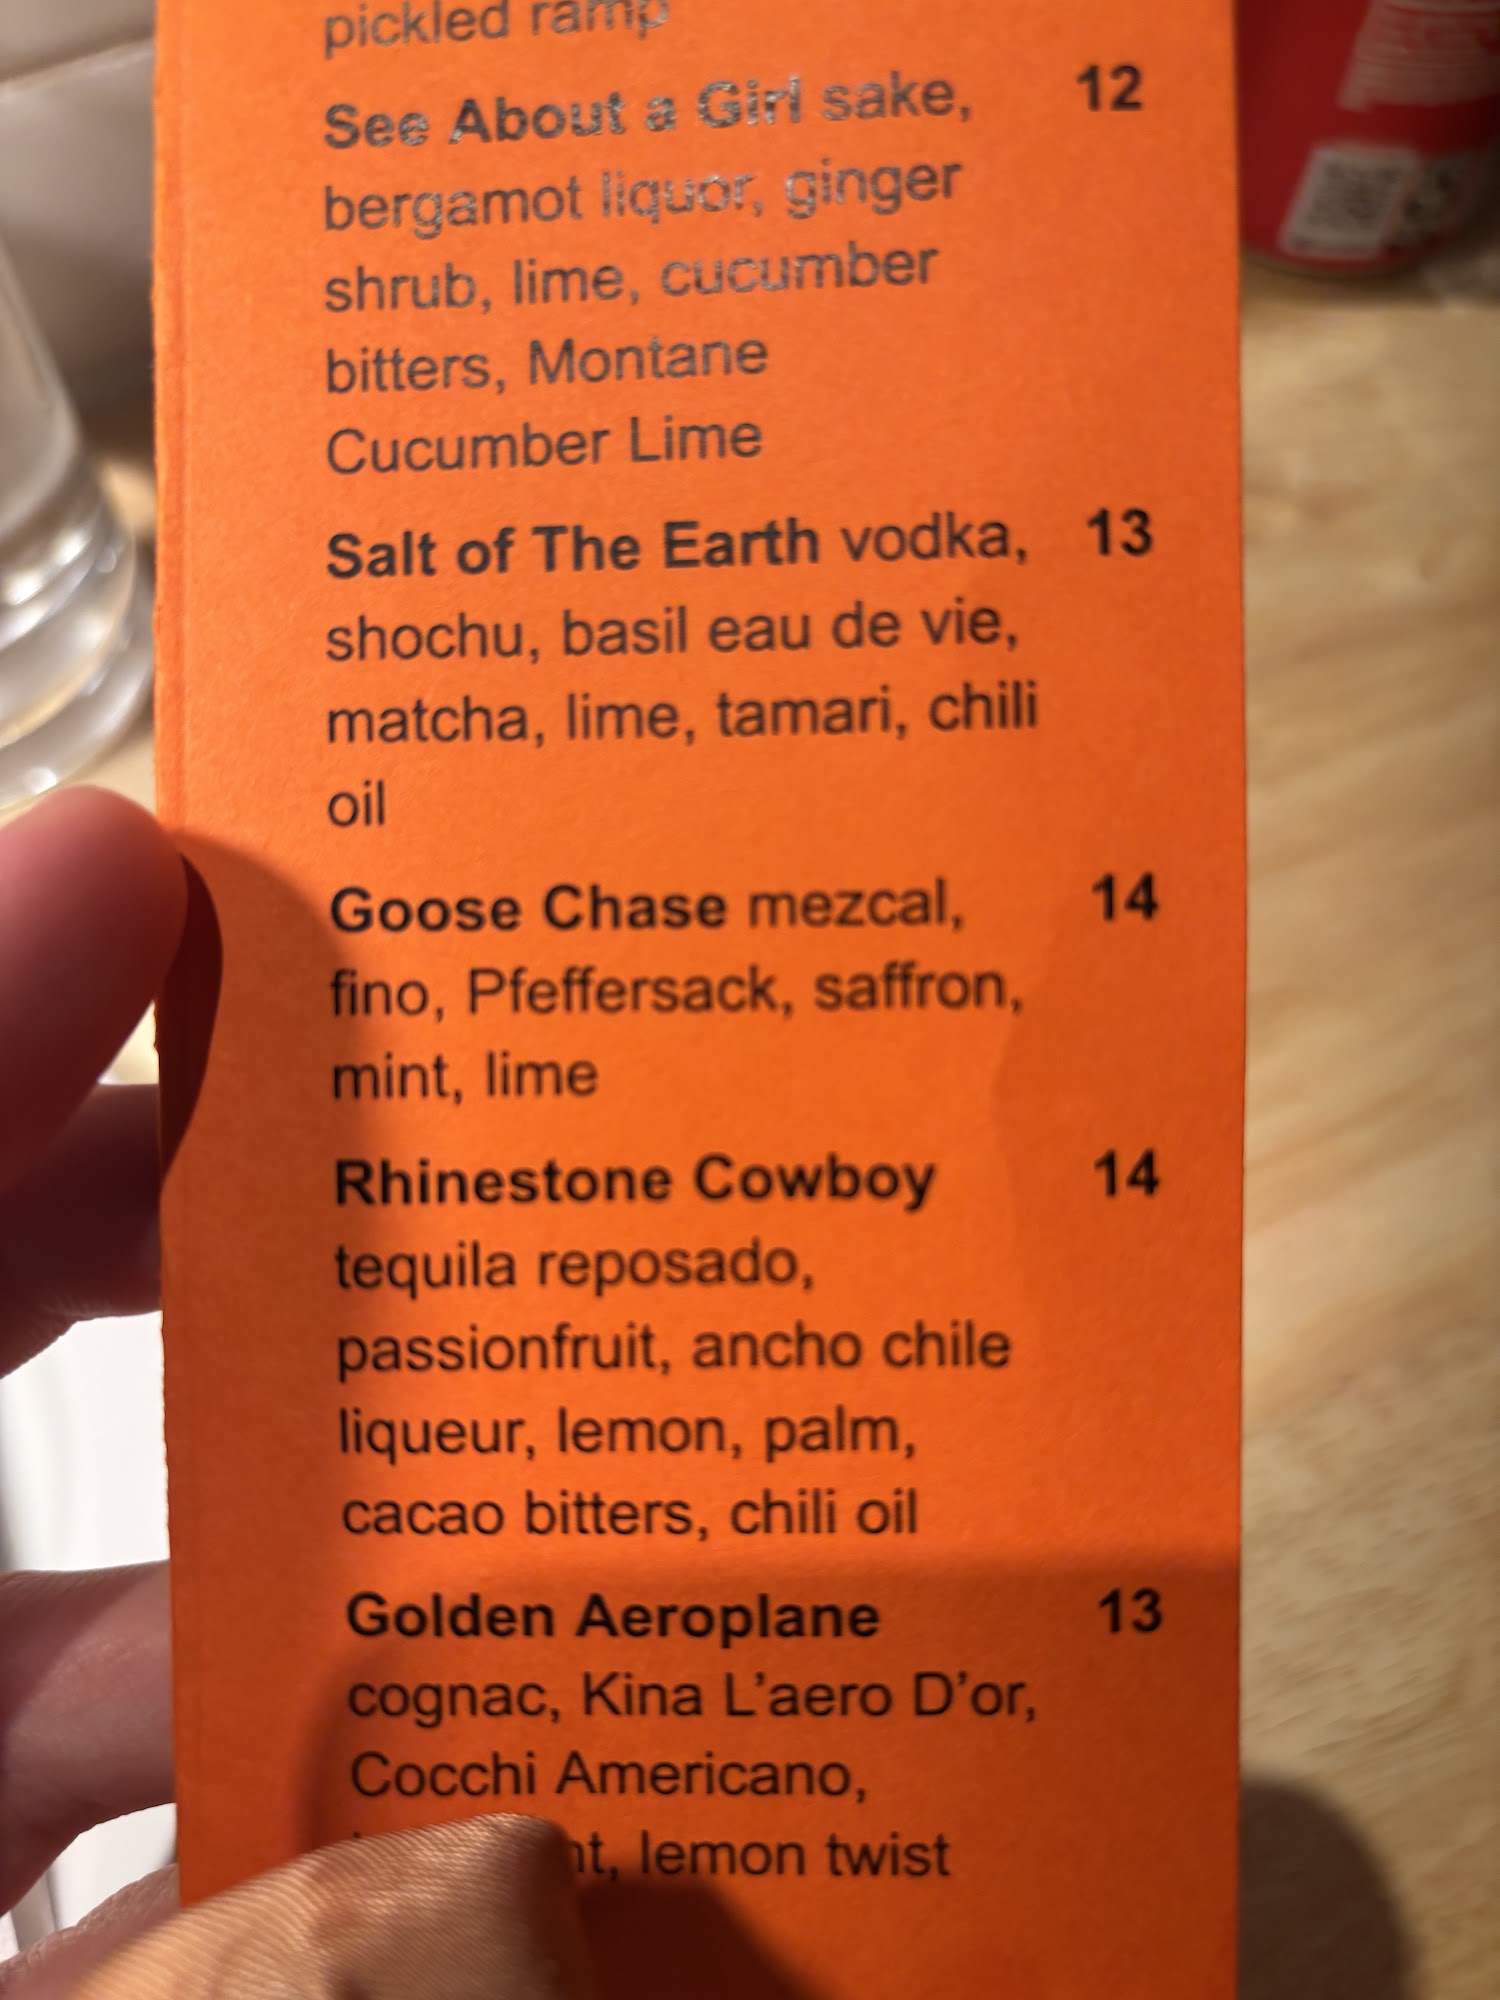 pickled ramp
See About a Girl sake, 12
bergamot liquor, ginger
shrub, lime, cucumber
bitters, Montane
Cucumber Lime
Salt of The Earth vodka, 13
shochu, basil eau de vie,
matcha, lime, tamari, chili
oil
Goose Chase mezcal, 14
fino, Pfeffersack, saffron,
mint, lime
Rhinestone Cowboy 14
tequila reposado,
passionfruit, ancho chile
liqueur, lemon, palm,
cacao bitters, chili oil
Golden Aeroplane 13
cognac, Kina L'aero D'or,
Cocchi Americano,
lemon twist